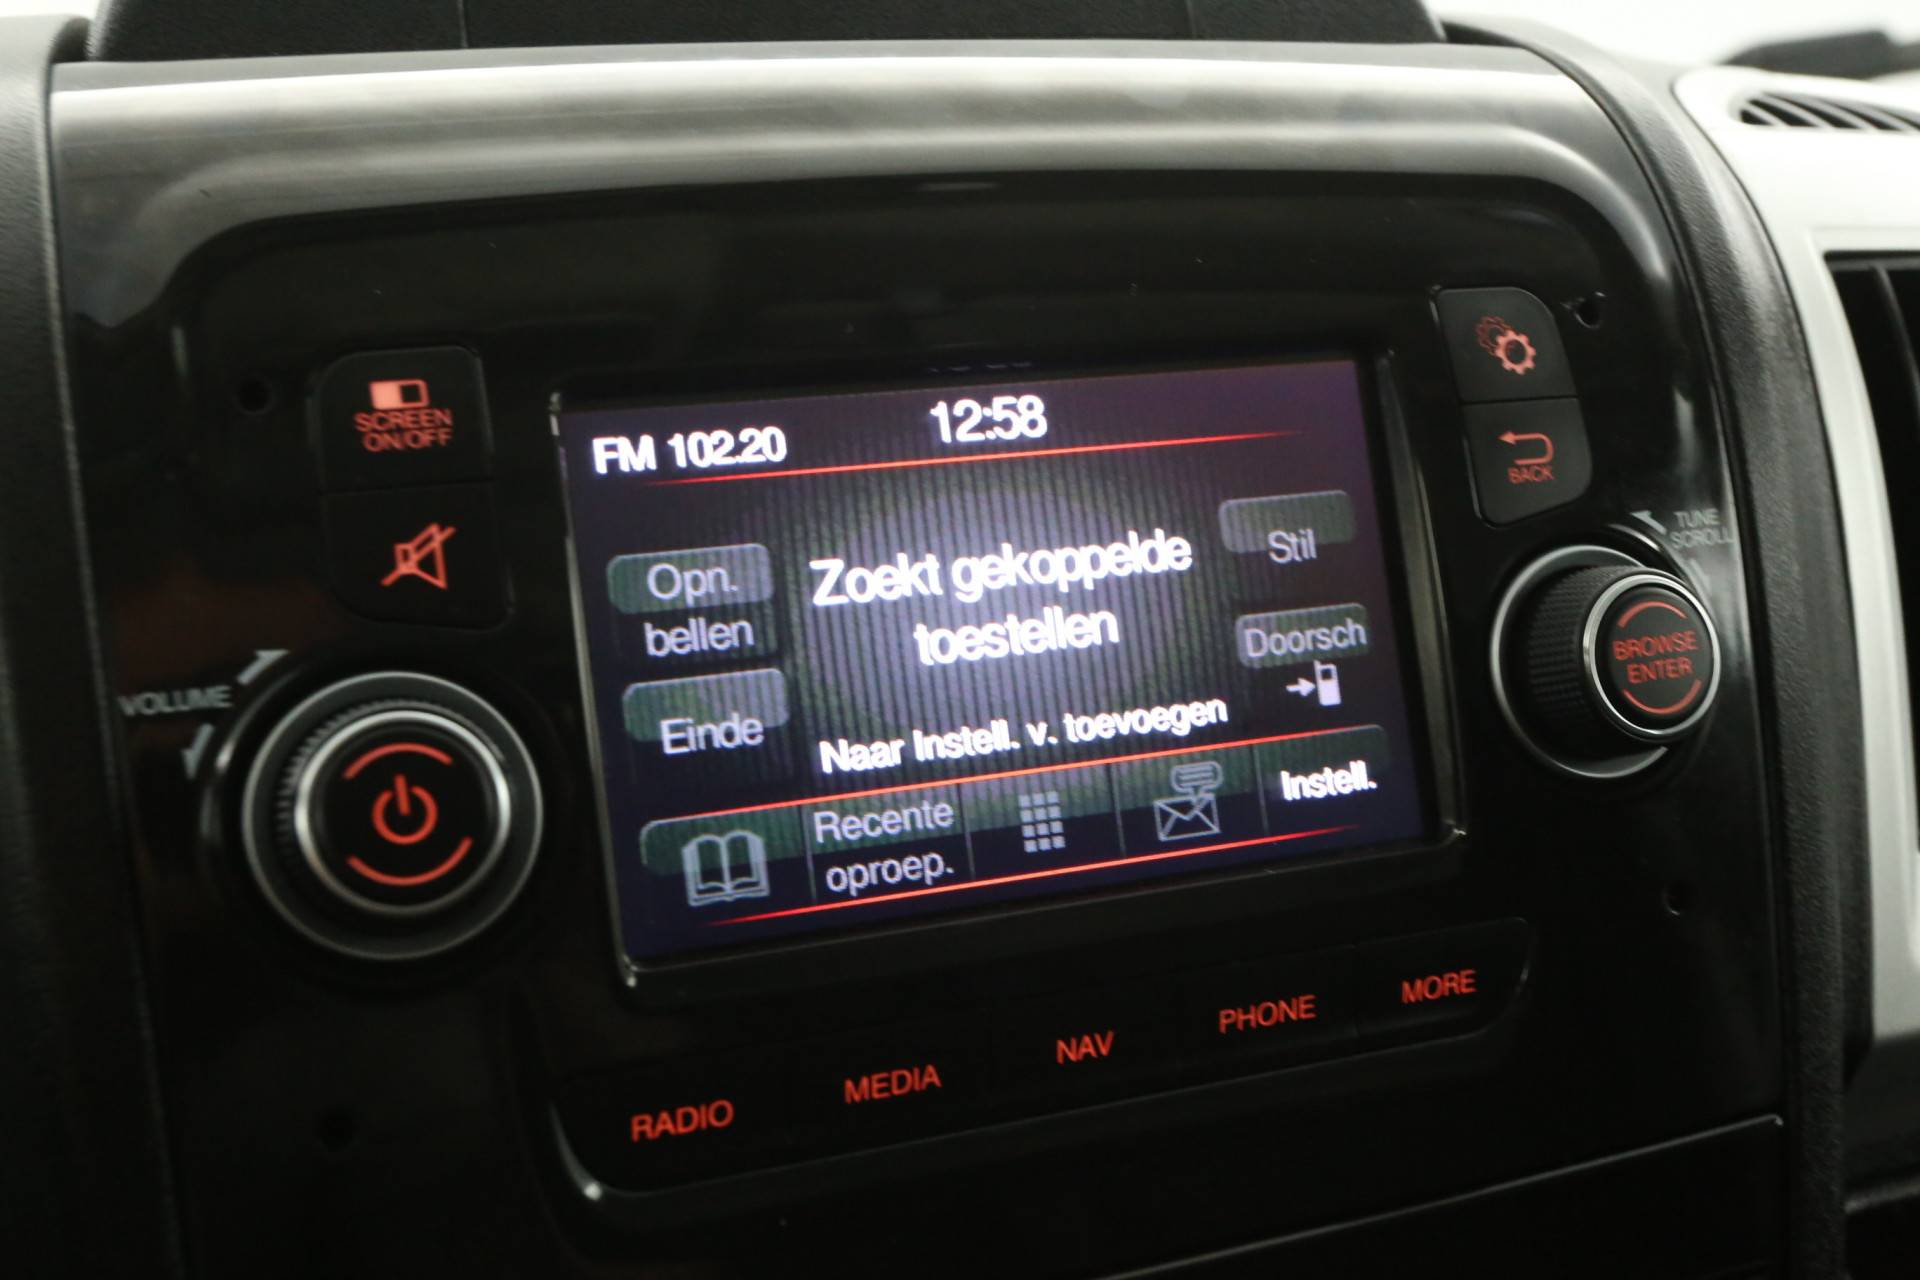 SCREEN
ON/OFF
VOLUME
FM 102.20
12:58
Opn.
bellen
Einde
Zoekt gekoppelde
toestellen
Naar Instell. v. toevoegen
Stil
Doorsch
Recente
oproep.
Instell.
BACK
TUNE
SCROLL
BROWSE
ENTER
RADIO
MEDIA
NAV
PHONE
MORE